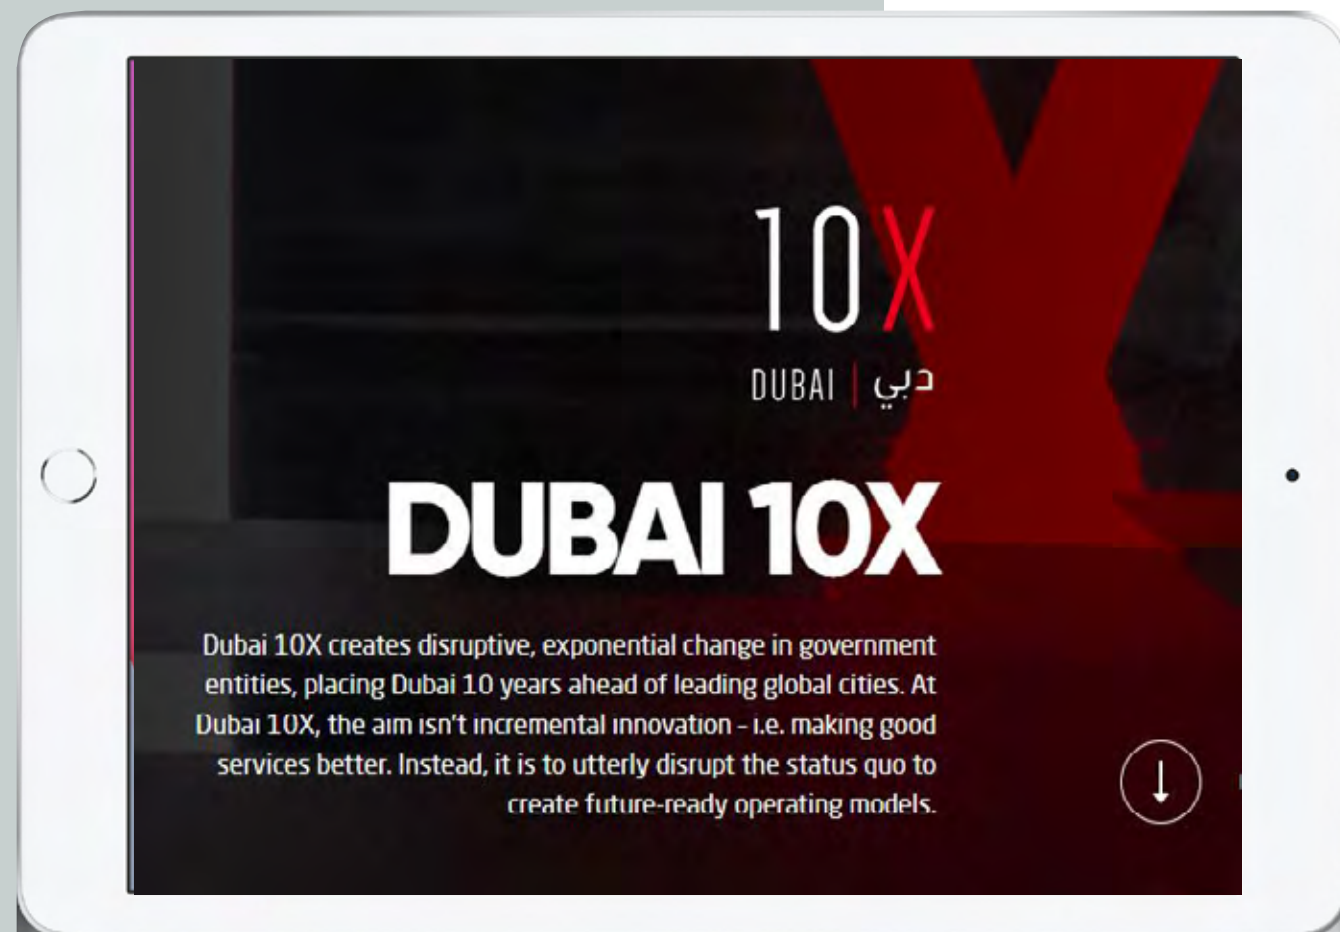 10X
DUBAI | دبي
DUBAI 10X
Dubai 10X creates disruptive, exponential change in government
entities, placing Dubai 10 years ahead of leading global cities. At
Dubai 10X, the aim isn't incremental innovation – i.e. making good
services better. Instead, it is to utterly disrupt the status quo to
create future-ready operating models.